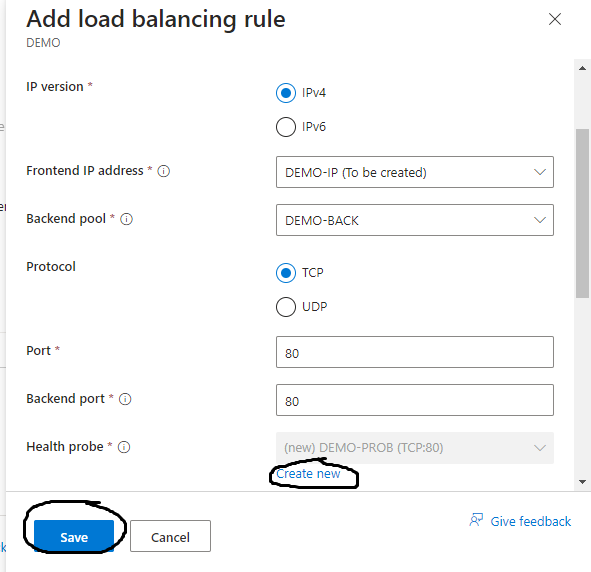 Add load balancing rule
DEMO
IP version *
IPv4
IPv6
Frontend IP address *
DEMO-IP (To be created)
Backend pool *
DEMO-BACK
Protocol
TCP
UDP
Port *
80
Backend port *
80
Health probe *
(new) DEMO-PROB (TCP:80)
Create new
Save
Cancel
Give feedback